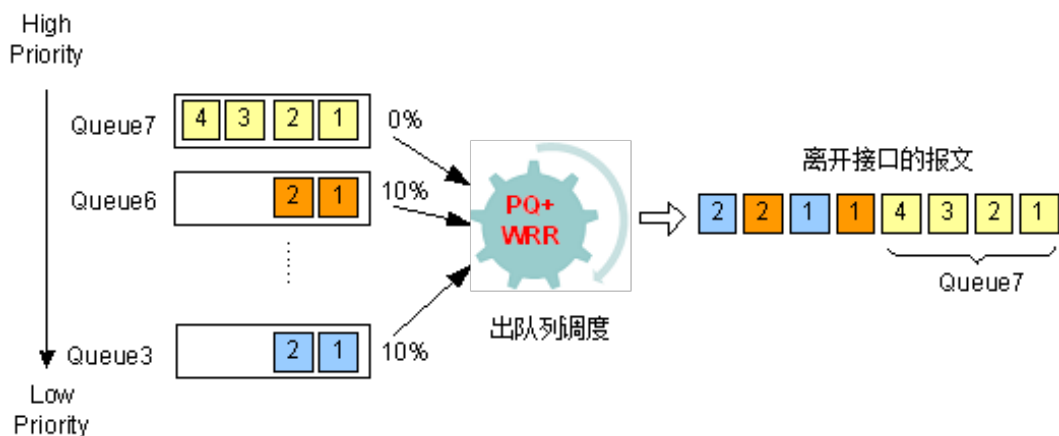 High
Priority
Queue7
4 3 2 1
0%
Queue6
2 1
10%
Queue3
2 1
10%
Low
Priority
PQ+
WRR
出队列调度
离开接口的报文
2 2 1 1 4 3 2 1
Queue7